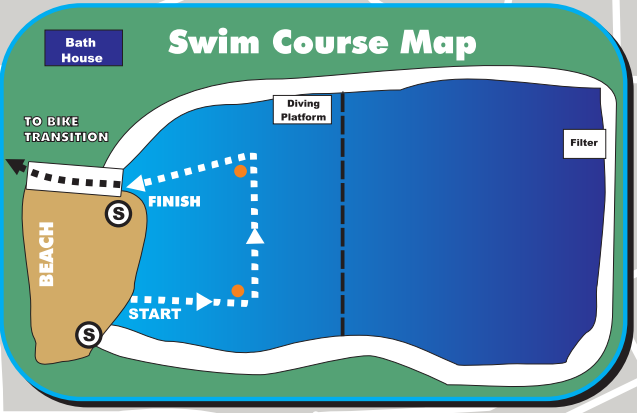 Swim Course Map
Bath
House
Diving
Platform
TO BIKE
TRANSITION
Filter
FINISH
S
BEACH
START
S